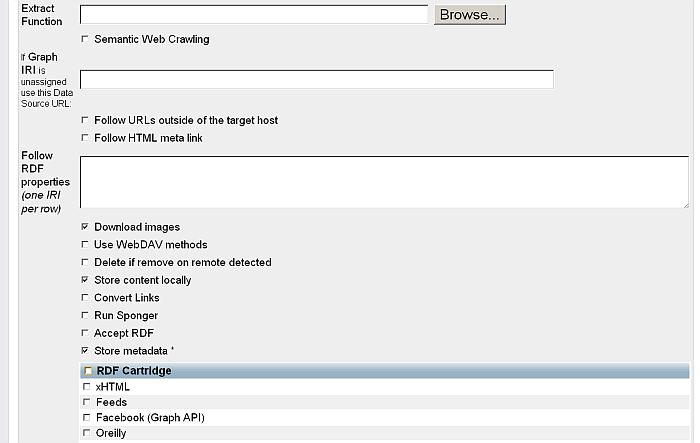 Extract
Function
Browse...
Semantic Web Crawling
If Graph
IRI is
unassigned
use this Data
Source URL:
Follow URLs outside of the target host
Follow HTML meta link
Follow
RDF
properties
(one IRI
per row)
Download images
Use WebDAV methods
Delete if remove on remote detected
Store content locally
Convert Links
Run Sponger
Accept RDF
Store metadata *
RDF Cartridge
xHTML
Feeds
Facebook (Graph API)
Oreilly